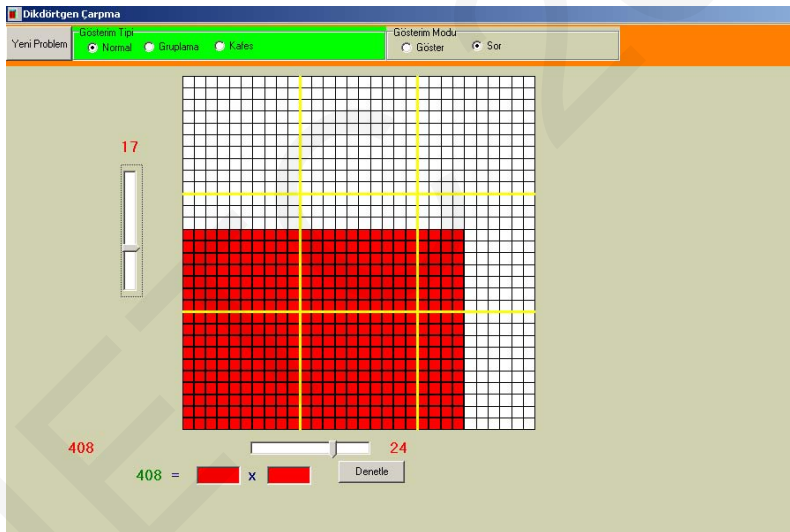 Dikdörtgen Çarpma
Yeni Problem
Gösterim Tipi
Normal Gruplama Kafes
Gösterim Modu
Göster Sor
17
408 24
408 = x
Denetle